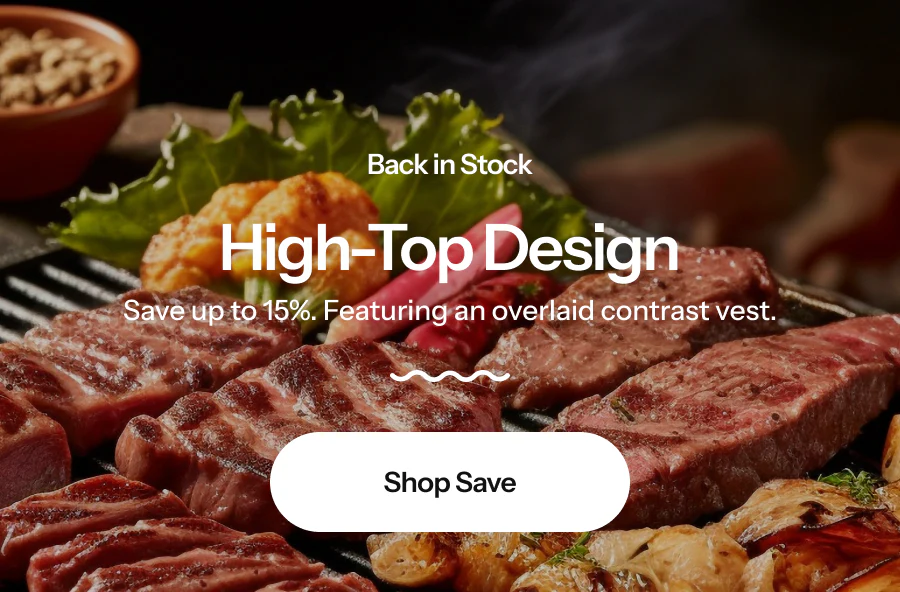 Back in Stock
High-Top Design
Save up to 15%. Featuring an overlaid contrast vest.
Shop Save